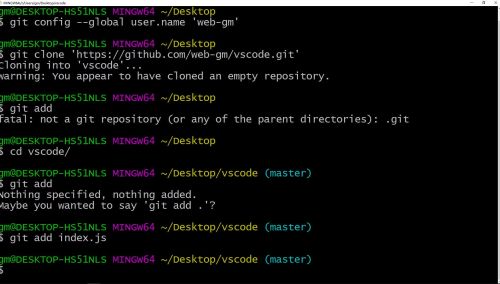 gm@DESKTOP-HS51NLS MINGW64 ~/Desktop
$ git config --global user.name 'web-gm'
gm@DESKTOP-HS51NLS MINGW64 ~/Desktop
$ git clone 'https://github.com/web-gm/vscode.git'
Cloning into 'vscode'...
warning: You appear to have cloned an empty repository.
gm@DESKTOP-HS51NLS MINGW64 ~/Desktop
$ git add
fatal: not a git repository (or any of the parent directories): .git
gm@DESKTOP-HS51NLS MINGW64 ~/Desktop
$ cd vscode/
gm@DESKTOP-HS51NLS MINGW64 ~/Desktop/vscode (master)
$ git add
Nothing specified, nothing added.
Maybe you wanted to say 'git add .'?
gm@DESKTOP-HS51NLS MINGW64 ~/Desktop/vscode (master)
$ git add index.js
gm@DESKTOP-HS51NLS MINGW64 ~/Desktop/vscode (master)
$